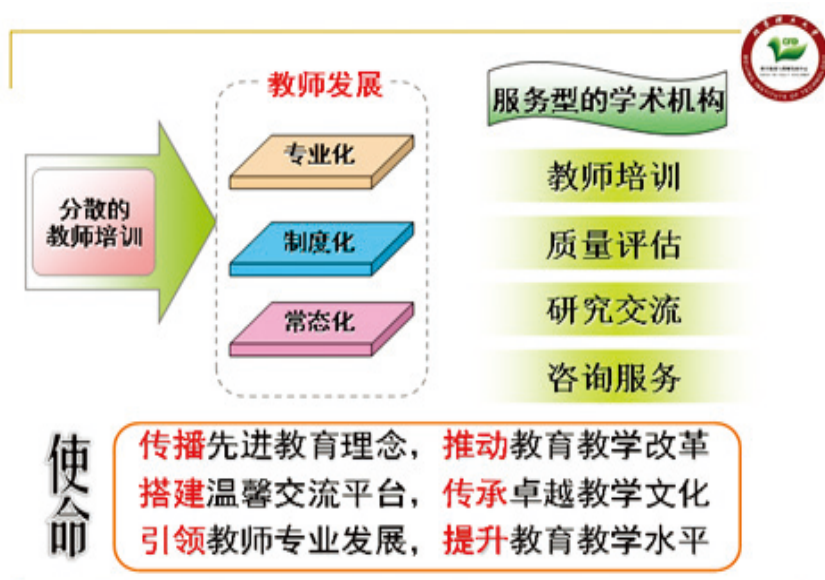 教师发展
分散的
教师培训
专业化
制度化
常态化
服务型的学术机构
教师培训
质量评估
研究交流
咨询服务
使命
传播先进教育理念，推动教育教学改革
搭建温馨交流平台，传承卓越教学文化
引领教师专业发展，提升教育教学水平